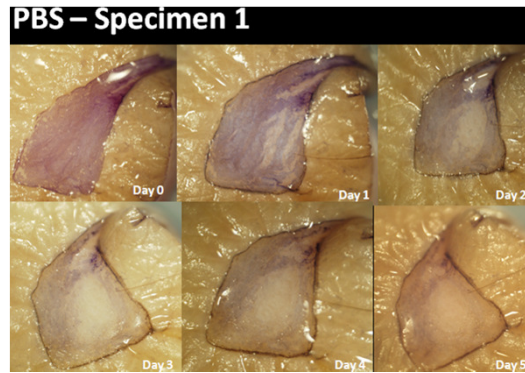 PBS – Specimen 1
Day 0
Day 1
Day 2
Day 3
Day 4
Day 5